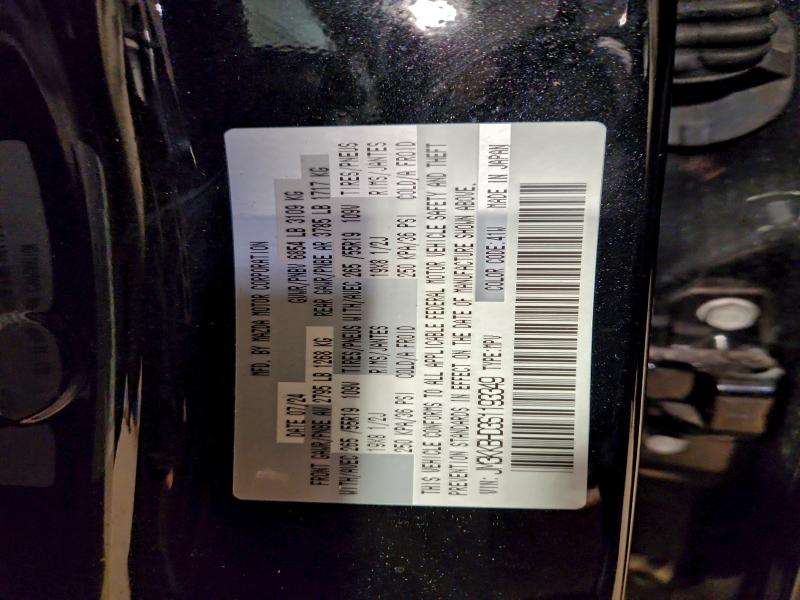 MFD. BY MAZDA MOTOR CORPORATION
DATE 07/24 GVWR/PNBV 6854 LB 3109 KG
FRONT GAWR/PNBE AV 2795 LB 1268 KG REAR GAWR/PNBE AR 3785 LB 1717 KG
WITH/AVEC 265 /55R19 109V TIRES/PNEUS WITH/AVEC 265 /55R19 109V TIRES/PNEUS
19X8 1/2J RIMS/JANTES 19X8 1/2J RIMS/JANTES
250 KPA/36 PSI COLD/A FROID 250 KPA/36 PSI COLD/A FROID
THIS VEHICLE CONFORMS TO ALL APPLICABLE FEDERAL MOTOR VEHICLE SAFETY AND THEFT
PREVENTION STANDARDS IN EFFECT ON THE DATE OF MANUFACTURE SHOWN ABOVE.
VIN: JM3KGHD3S1193349 TYPE:MPV COLOR CODE:41W MADE IN JAPAN